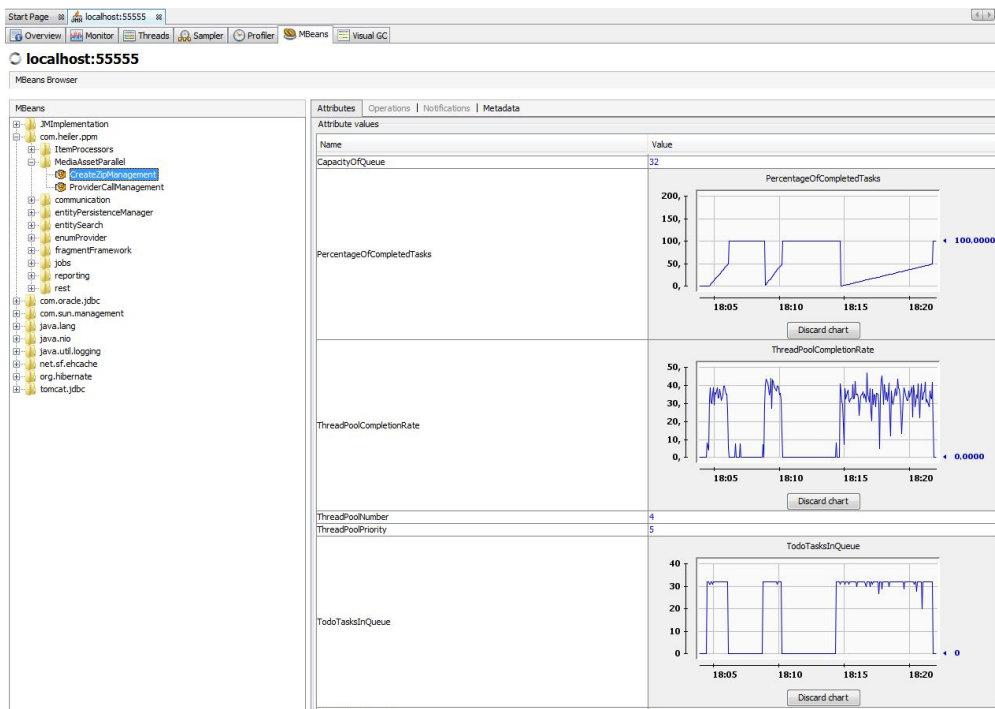 Start Page localhost:55555
Overview Monitor Threads Sampler Profiler MBeans Visual GC
localhost:55555
MBeans Browser
MBeans
JMImplementation
com.heiler.ppm
ItemProcessors
MediaAssetParallel
CreateZipManagement
ProviderCallManagement
communication
entityPersistenceManager
entitySearch
enumProvider
fragmentFramework
jobs
reporting
rest
com.oracle.jdbc
com.sun.management
java.lang
java.nio
java.util.logging
net.sf.ehcache
org.hibernate
tomcat.jdbc
Attributes Operations Notifications Metadata
Attribute values
Name Value
CapacityOfQueue 32
PercentageOfCompletedTasks
PercentageOfCompletedTasks
200,
150,
100,
50,
0,
100,0000
18:05 18:10 18:15 18:20
Discard chart
ThreadPoolCompletionRate
ThreadPoolCompletionRate
50,
40,
30,
20,
10,
0,
0,0000
18:05 18:10 18:15 18:20
Discard chart
ThreadPoolNumber 4
ThreadPoolPriority 5
TodoTasksInQueue
TodoTasksInQueue
40
30
20
10
0
0
18:05 18:10 18:15 18:20
Discard chart